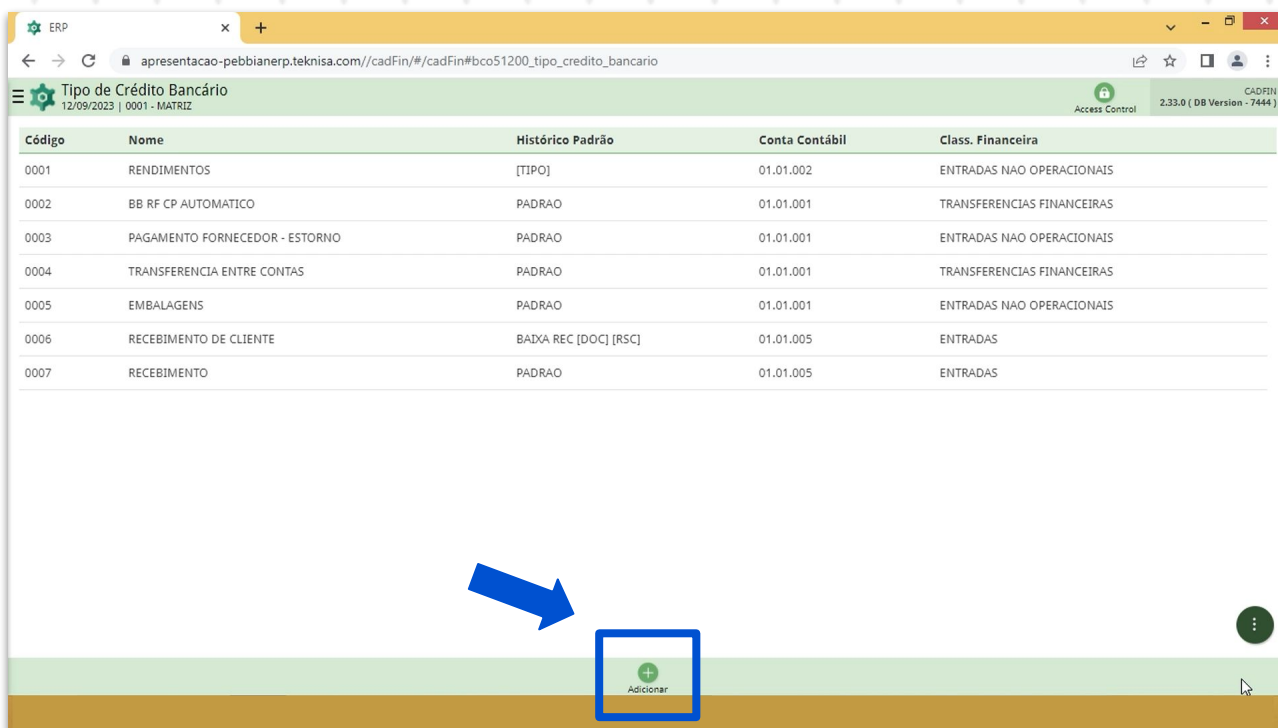 ERP
apresentacao-pebbianerp.teknisa.com//cadFin/#/cadFin#bco51200_tipo_credito_bancario
Tipo de Crédito Bancário
12/09/2023 | 0001 - MATRIZ
Access Control
CADFIN
2.33.0 ( DB Version - 7444 )
Código Nome Histórico Padrão Conta Contábil Class. Financeira
0001 RENDIMENTOS [TIPO] 01.01.002 ENTRADAS NAO OPERACIONAIS
0002 BB RF CP AUTOMATICO PADRAO 01.01.001 TRANSFERENCIAS FINANCEIRAS
0003 PAGAMENTO FORNECEDOR - ESTORNO PADRAO 01.01.001 ENTRADAS NAO OPERACIONAIS
0004 TRANSFERENCIA ENTRE CONTAS PADRAO 01.01.001 TRANSFERENCIAS FINANCEIRAS
0005 EMBALAGENS PADRAO 01.01.001 ENTRADAS NAO OPERACIONAIS
0006 RECEBIMENTO DE CLIENTE BAIXA REC [DOC] [RSC] 01.01.005 ENTRADAS
0007 RECEBIMENTO PADRAO 01.01.005 ENTRADAS
Adicionar